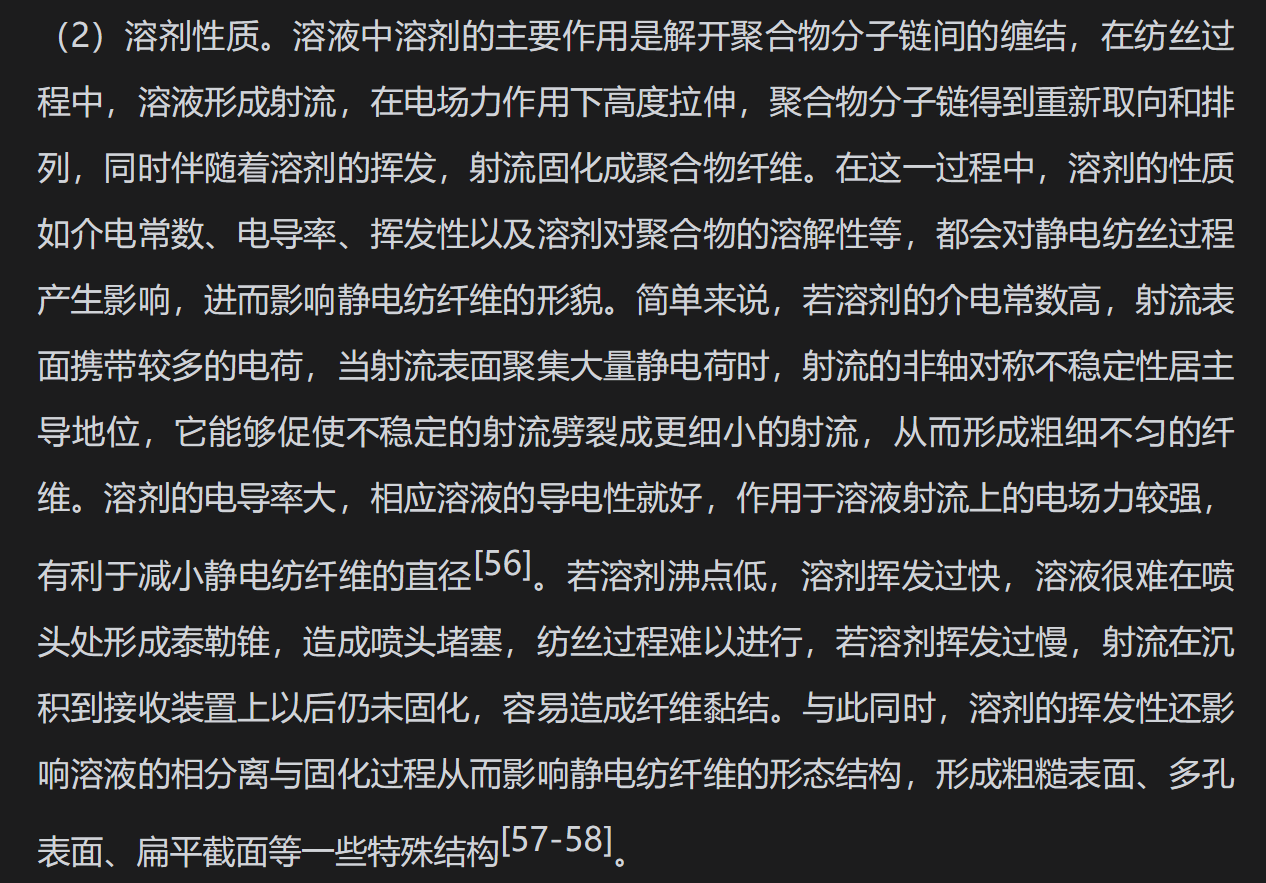 （2）溶剂性质。溶液中溶剂的主要作用是解开聚合物分子链间的缠结，在纺丝过
程中，溶液形成射流，在电场力作用下高度拉伸，聚合物分子链得到重新取向和排
列，同时伴随着溶剂的挥发，射流固化成聚合物纤维。在这一过程中，溶剂的性质
如介电常数、电导率、挥发性以及溶剂对聚合物的溶解性等，都会对静电纺丝过程
产生影响，进而影响静电纺纤维的形貌。简单来说，若溶剂的介电常数高，射流表
面携带较多的电荷，当射流表面聚集大量静电荷时，射流的非轴对称不稳定性居主
导地位，它能够促使不稳定的射流劈裂成更细小的射流，从而形成粗细不匀的纤
维。溶剂的电导率大，相应溶液的导电性就好，作用于溶液射流上的电场力较强，
有利于减小静电纺纤维的直径[56]。若溶剂沸点低，溶剂挥发过快，溶液很难在喷
头处形成泰勒锥，造成喷头堵塞，纺丝过程难以进行，若溶剂挥发过慢，射流在沉
积到接收装置上以后仍未固化，容易造成纤维黏结。与此同时，溶剂的挥发性还影
响溶液的相分离与固化过程从而影响静电纺纤维的形态结构，形成粗糙表面、多孔
表面、扁平截面等一些特殊结构[57-58]。